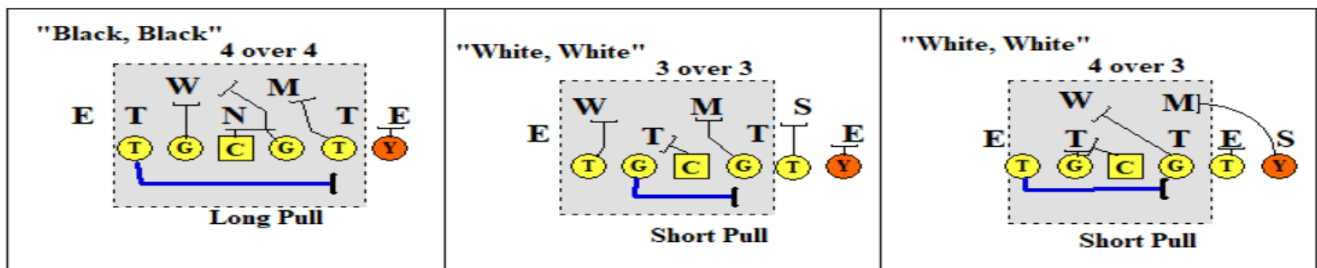 "Black, Black"
4 over 4
W M
E T N T E
T G C G T Y
Long Pull
"White, White"
3 over 3
W M S
E T T E
T G C G T Y
Short Pull
"White, White"
4 over 3
W M
E T T E S
T G C G T Y
Short Pull